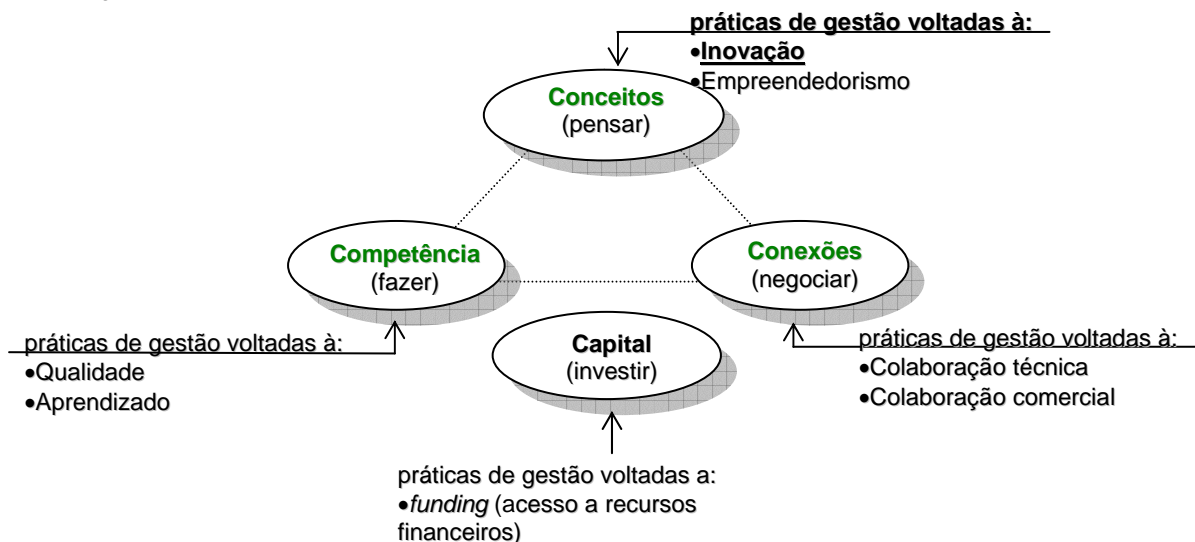 práticas de gestão voltadas à:
•Inovação
•Empreendedorismo
Conceitos
(pensar)
Competência
(fazer)
Conexões
(negociar)
práticas de gestão voltadas à:
•Qualidade
•Aprendizado
Capital
(investir)
práticas de gestão voltadas à:
•Colaboração técnica
•Colaboração comercial
práticas de gestão voltadas a:
•funding (acesso a recursos
financeiros)